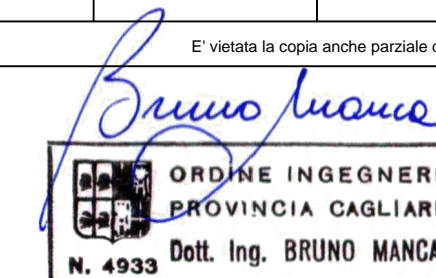 E' vietata la copia anche parziale
Bruno Manca
ORDINE INGEGNERI
PROVINCIA CAGLIARI
N. 4933 Dott. Ing. BRUNO MANCA